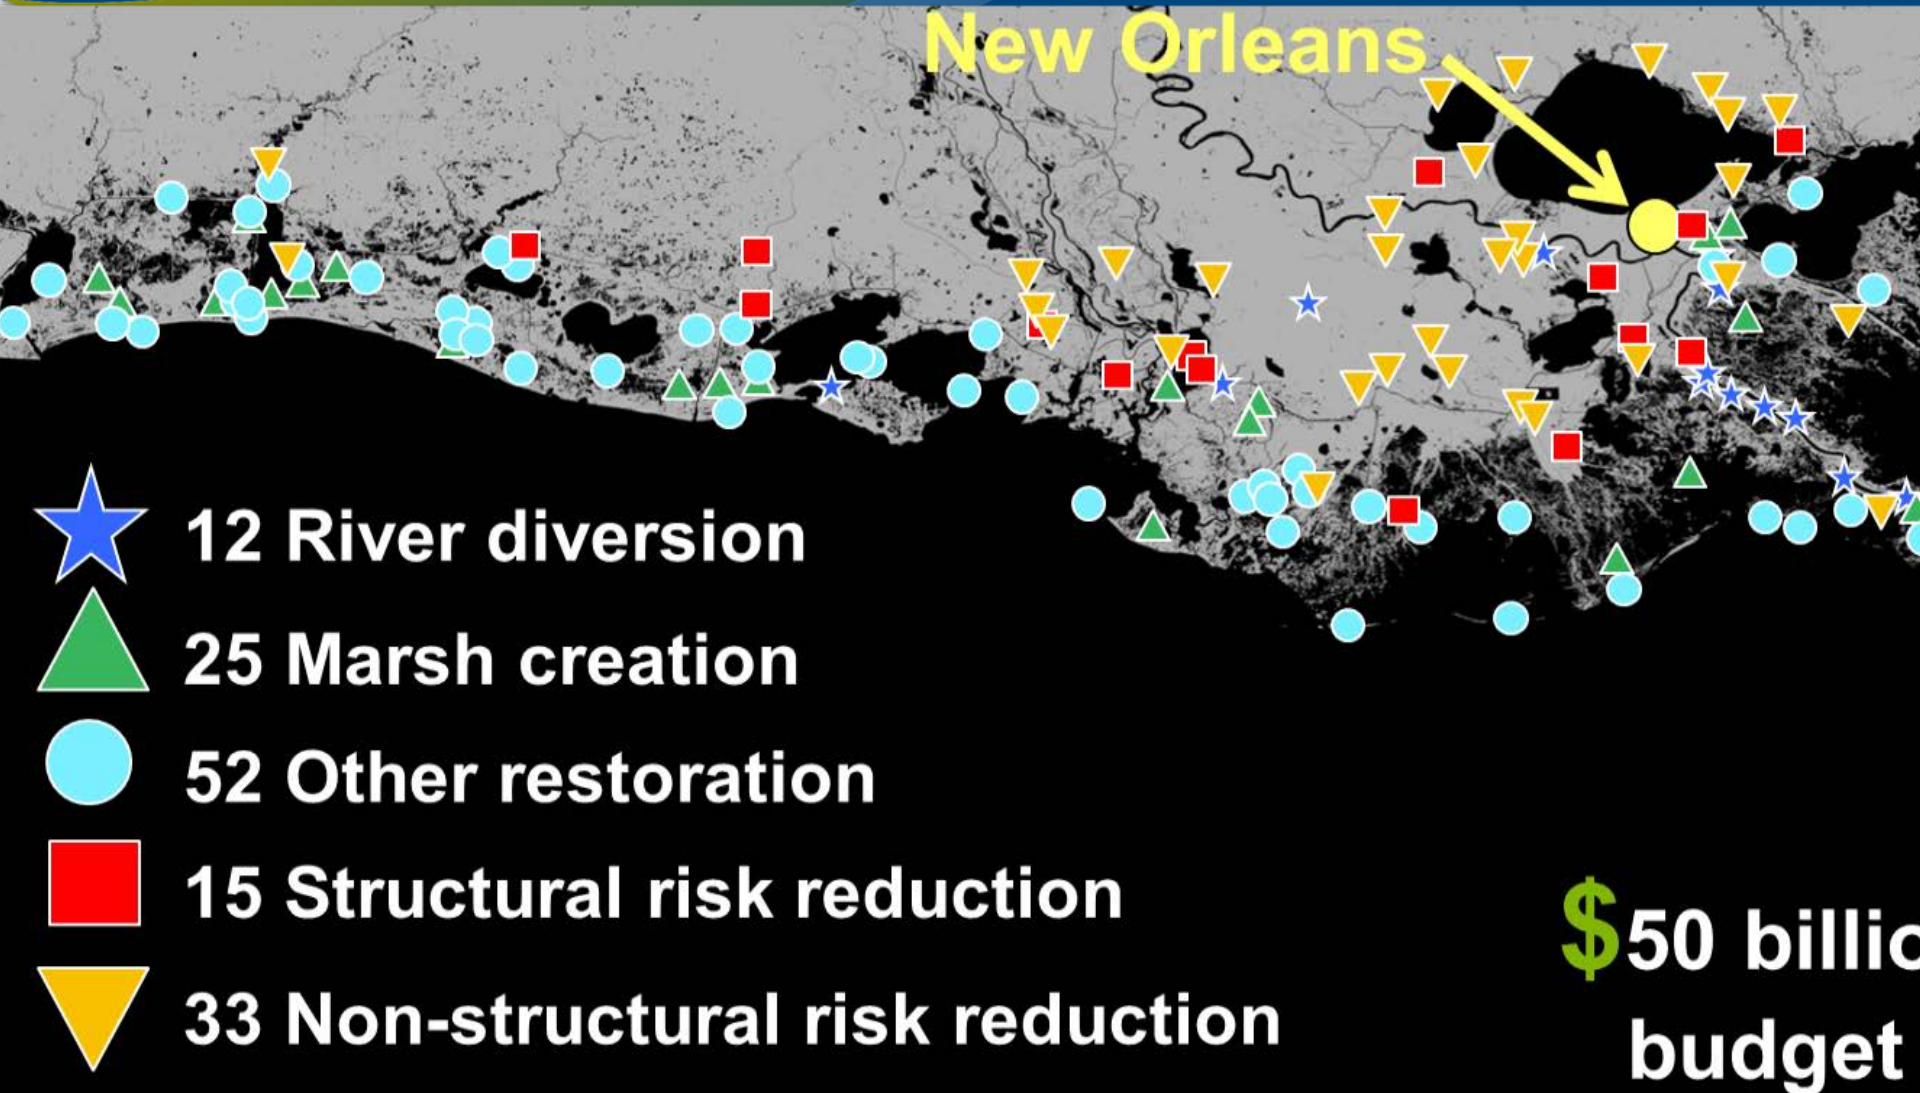 New Orleans
12 River diversion
25 Marsh creation
52 Other restoration
15 Structural risk reduction
33 Non-structural risk reduction
$50 billio
budget